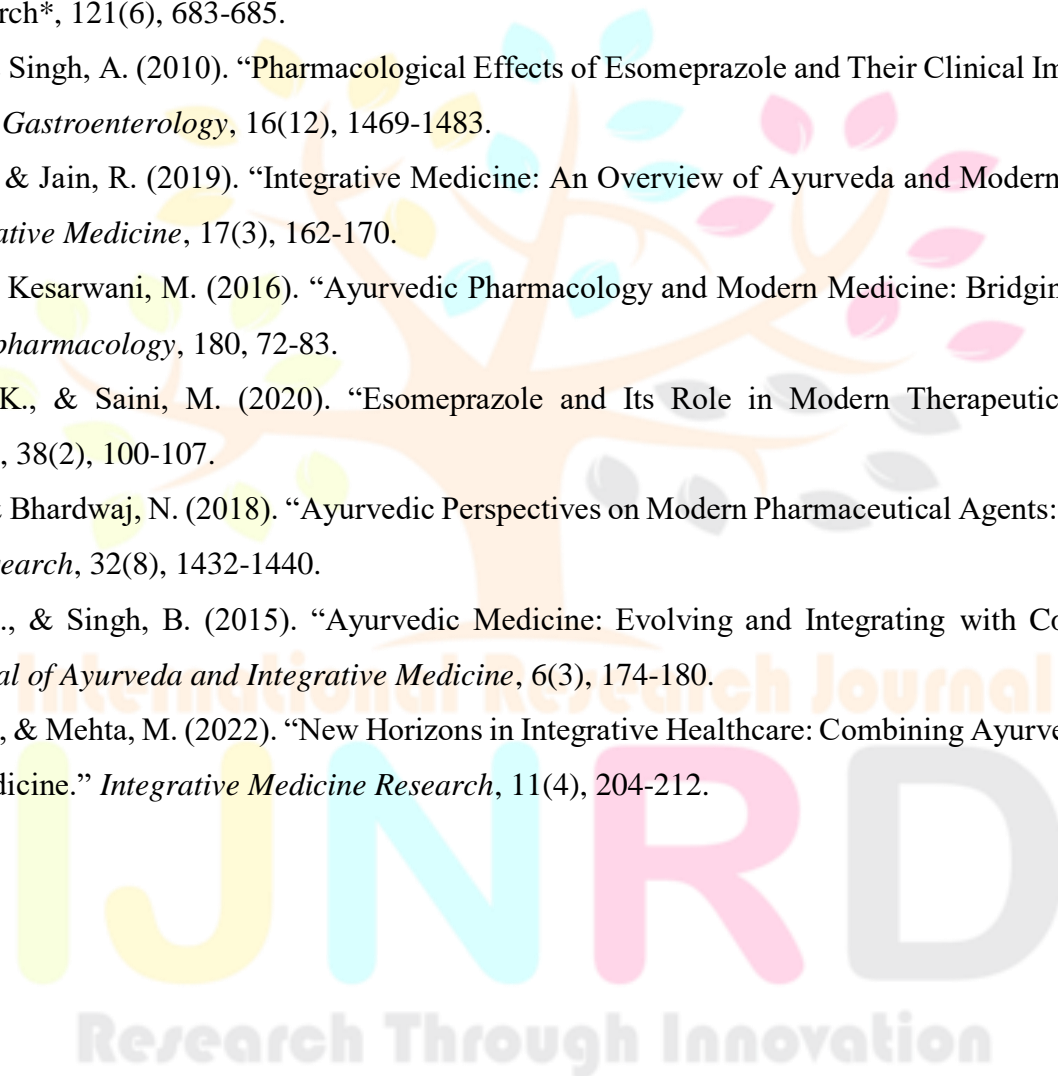 rch*, 121(6), 683-685.
Singh, A. (2010). “Pharmacological Effects of Esomeprazole and Their Clinical Im
Gastroenterology, 16(12), 1469-1483.
& Jain, R. (2019). “Integrative Medicine: An Overview of Ayurveda and Modern
ative Medicine, 17(3), 162-170.
Kesarwani, M. (2016). “Ayurvedic Pharmacology and Modern Medicine: Bridgin
pharmacology, 180, 72-83.
K., & Saini, M. (2020). “Esomeprazole and Its Role in Modern Therapeutic
, 38(2), 100-107.
Bhardwaj, N. (2018). “Ayurvedic Perspectives on Modern Pharmaceutical Agents:
search, 32(8), 1432-1440.
., & Singh, B. (2015). “Ayurvedic Medicine: Evolving and Integrating with Co
al of Ayurveda and Integrative Medicine, 6(3), 174-180.
International Research Journal
, & Mehta, M. (2022). “New Horizons in Integrative Healthcare: Combining Ayurve
dicine.” Integrative Medicine Research, 11(4), 204-212.
IJNRD
Research Through Innovation